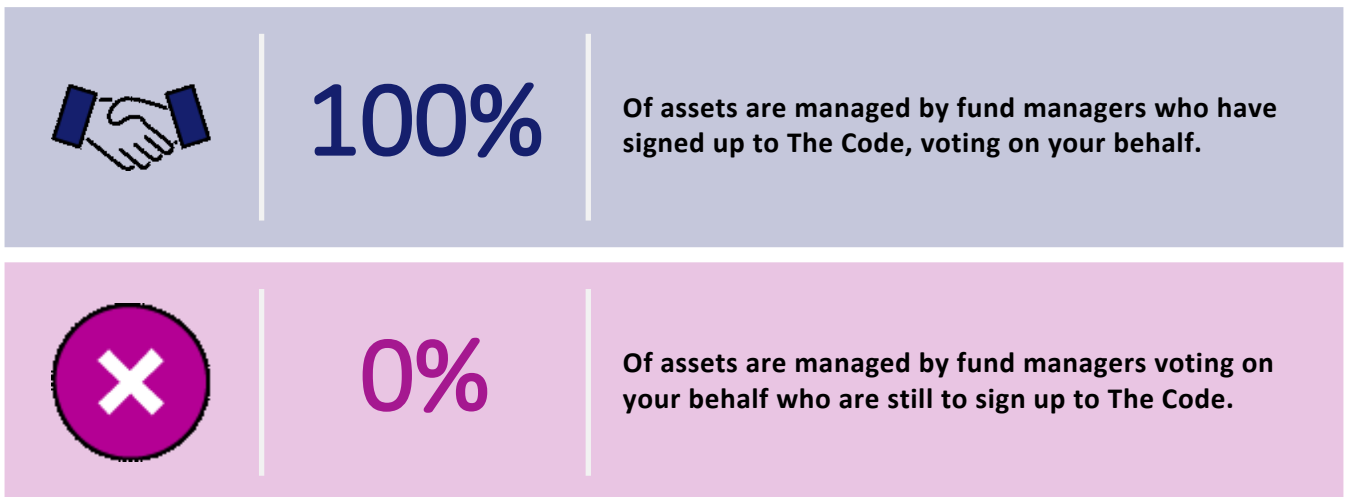 100%
Of assets are managed by fund managers who have
signed up to The Code, voting on your behalf.
0%
Of assets are managed by fund managers voting on
your behalf who are still to sign up to The Code.